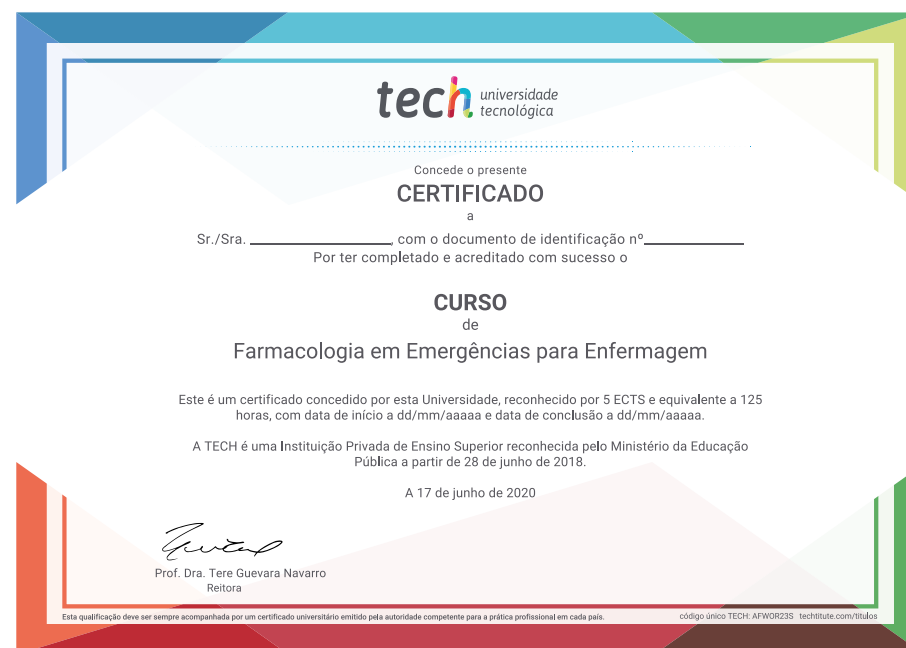 tech universidade
tecnológica
Concede o presente
CERTIFICADO
a
Sr./Sra. ____________________, com o documento de identificação nº______________
Por ter completado e acreditado com sucesso o
CURSO
de
Farmacologia em Emergências para Enfermagem
Este é um certificado concedido por esta Universidade, reconhecido por 5 ECTS e equivalente a 125
horas, com data de início a dd/mm/aaaaa e data de conclusão a dd/mm/aaaaa.
A TECH é uma Instituição Privada de Ensino Superior reconhecida pelo Ministério da Educação
Pública a partir de 28 de junho de 2018.
A 17 de junho de 2020
Prof. Dra. Tere Guevara Navarro
Reitora
Esta qualificação deve ser sempre acompanhada por um certificado universitário emitido pela autoridade competente para a prática profissional em cada país.
código único TECH: AFWOR23S techtitute.com/titulos